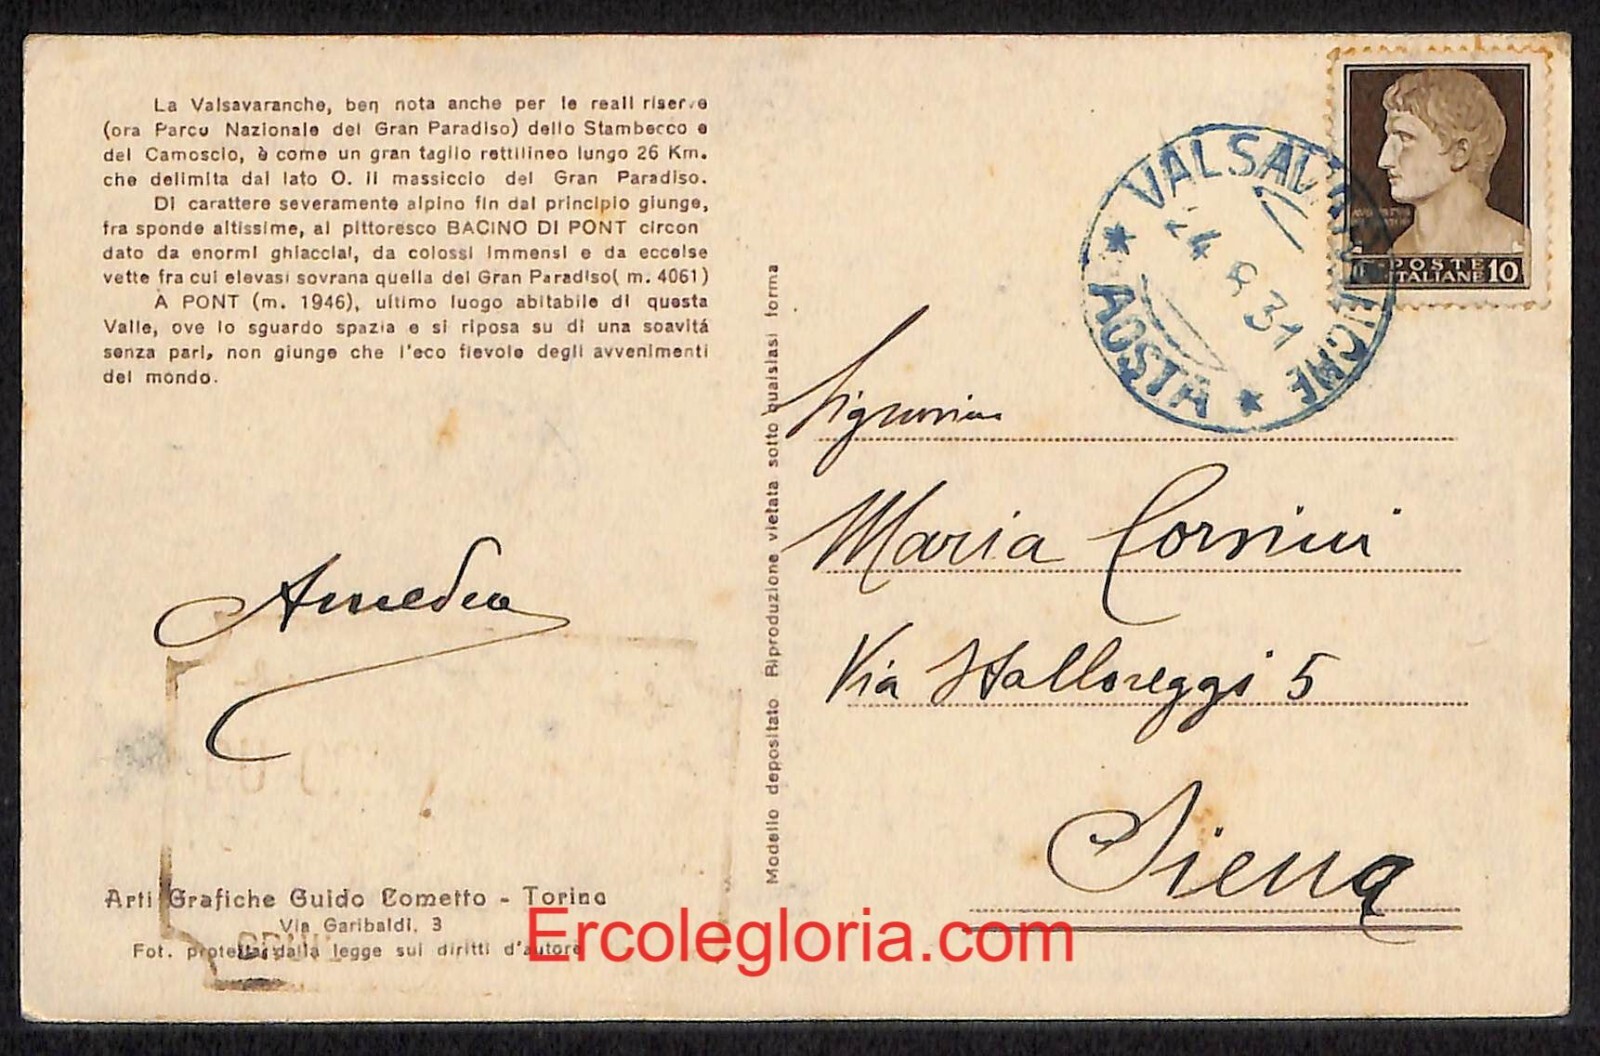 La Valsavaranche, ben nota anche per le reali riserve
(ora Parco Nazionale del Gran Paradiso) dello Stambecco e
del Camoscio, è come un gran taglio rettilineo lungo 26 Km.
che delimita dal lato O. il massiccio del Gran Paradiso.
Di carattere severamente alpino fin dal principio giunge,
fra sponde altissime, al pittoresco BACINO DI PONT circon
dato da enormi ghiacciai, da colossi immensi e da eccelse
vette fra cui elevasi sovrana quella del Gran Paradiso( m. 4061)
À PONT (m. 1946), ultimo luogo abitabile di questa
Valle, ove lo sguardo spazia e si riposa su di una soavitá
senza pari, non giunge che l'eco fievole degli avvenimenti
del mondo.
Amedeo
Arti Grafiche Guido Cometto - Torino
Via Garibaldi, 3
Fot. protetta dalla legge sui diritti d'autore
Modello depositato Riproduzione vietata sotto qualsiasi forma
★ VALSAVARANCHE ★ AOSTA
24 8 31
POSTE
ITALIANE 10
Signorina
Maria Corsini
Via Stalloreggi 5
Siena
Ercolegloria.com